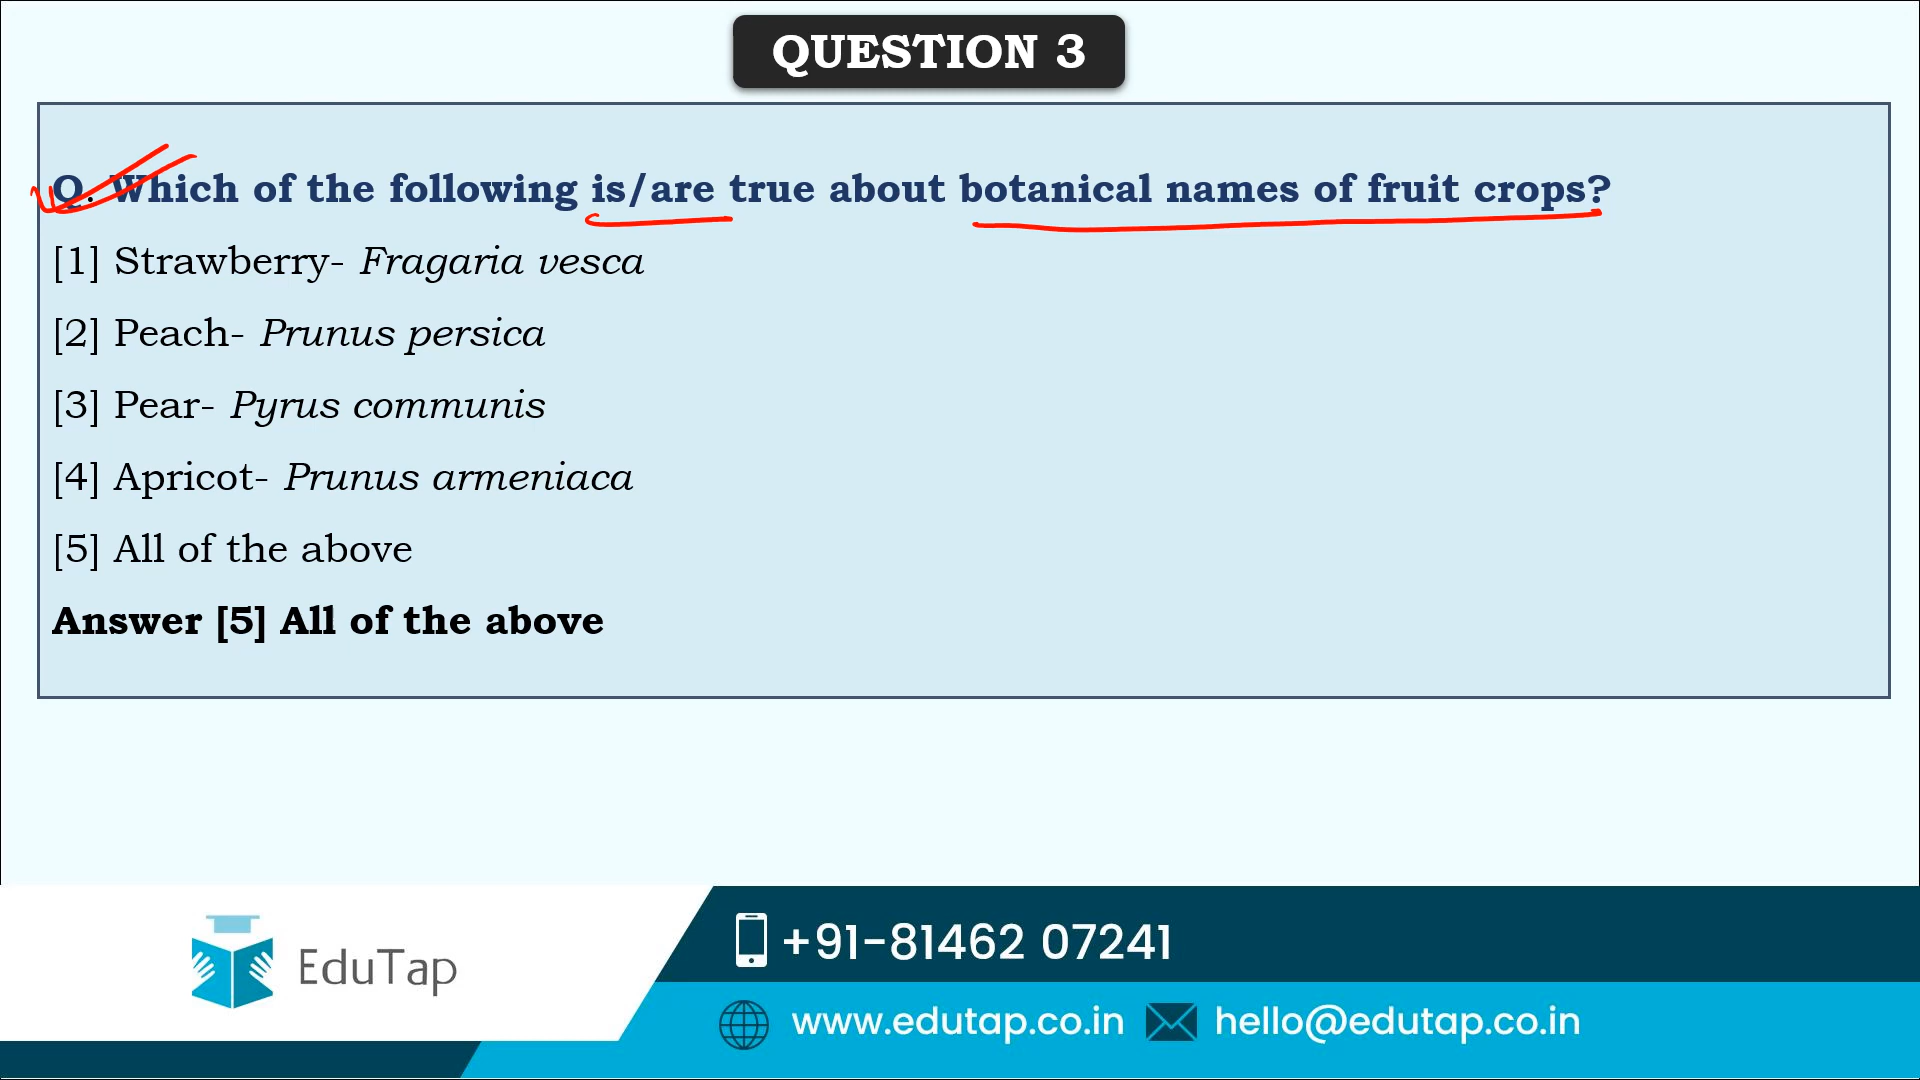 QUESTION 3
Q. Which of the following is/are true about botanical names of fruit crops?
[1] Strawberry- Fragaria vesca
[2] Peach- Prunus persica
[3] Pear- Pyrus communis
[4] Apricot- Prunus armeniaca
[5] All of the above
Answer [5] All of the above
EduTap
+91-81462 07241
www.edutap.co.in
hello@edutap.co.in